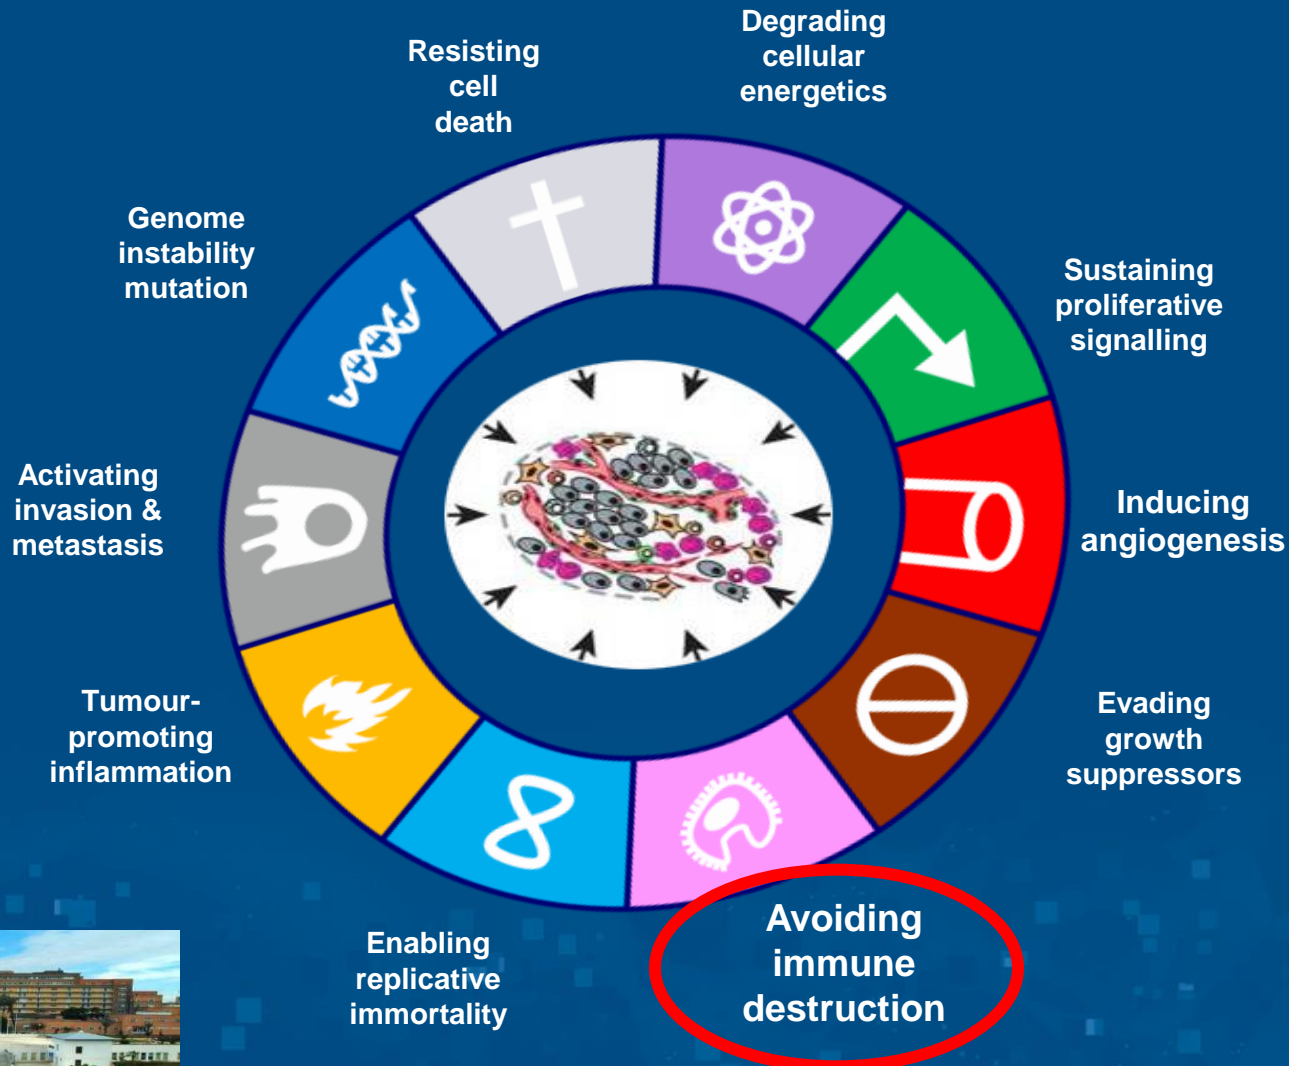 Degrading
cellular
energetics
Resisting
cell
death
Genome
instability
mutation
Sustaining
proliferative
signalling
Activating
invasion &
metastasis
Inducing
angiogenesis
Tumour-
promoting
inflammation
Evading
growth
suppressors
Enabling
replicative
immortality
Avoiding
immune
destruction